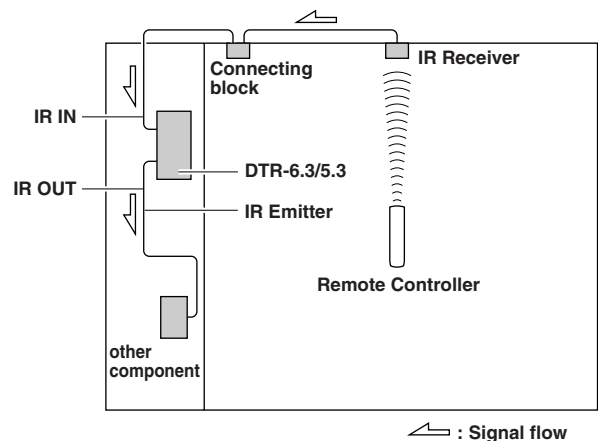 IR Receiver
Connecting
block
IR IN
DTR-6.3/5.3
IR OUT
IR Emitter
Remote Controller
other
component
: Signal flow